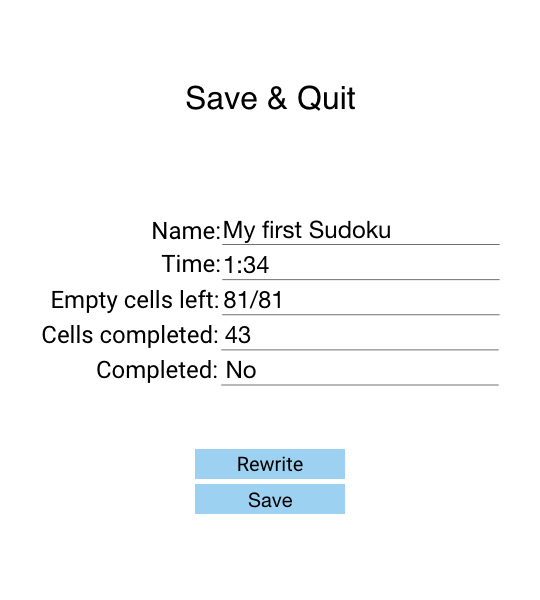 Save & Quit
Name: My first Sudoku
Time: 1:34
Empty cells left: 81/81
Cells completed: 43
Completed: No
Rewrite
Save